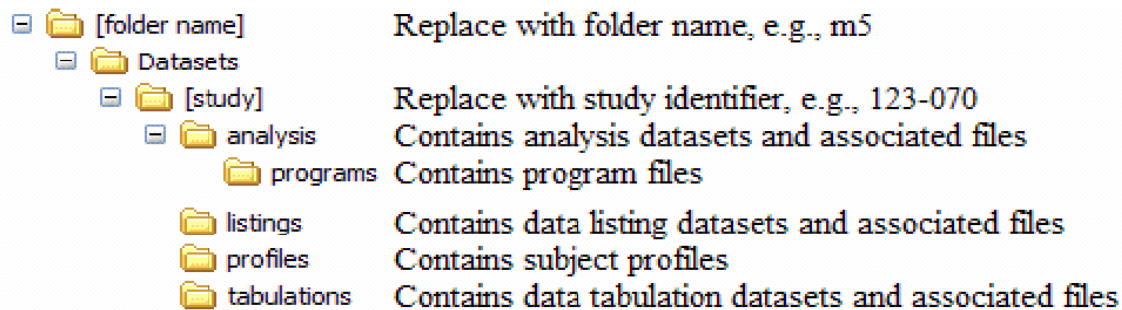 [folder name] Replace with folder name, e.g., m5
Datasets
[study] Replace with study identifier, e.g., 123-070
analysis Contains analysis datasets and associated files
programs Contains program files
listings Contains data listing datasets and associated files
profiles Contains subject profiles
tabulations Contains data tabulation datasets and associated files